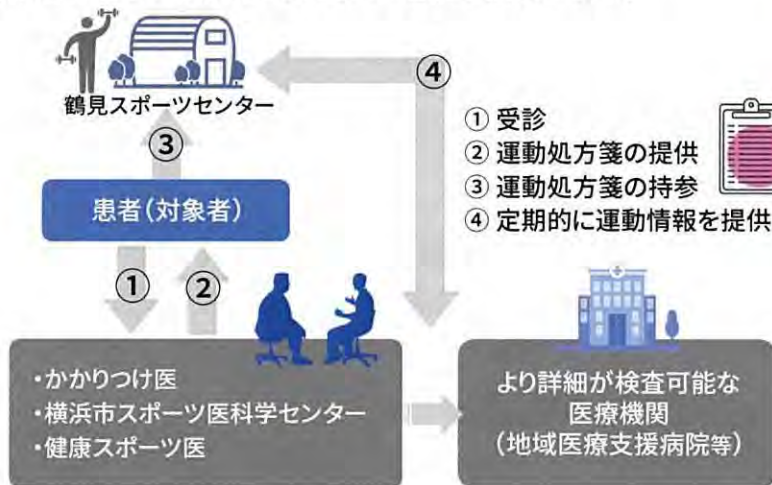 ④
鶴見スポーツセンター
③
① 受診
② 運動処方箋の提供
③ 運動処方箋の持参
④ 定期的に運動情報を提供
患者（対象者）
①
②
・かかりつけ医
・横浜市スポーツ医科学センター
・健康スポーツ医
より詳細が検査可能な
医療機関
（地域医療支援病院等）